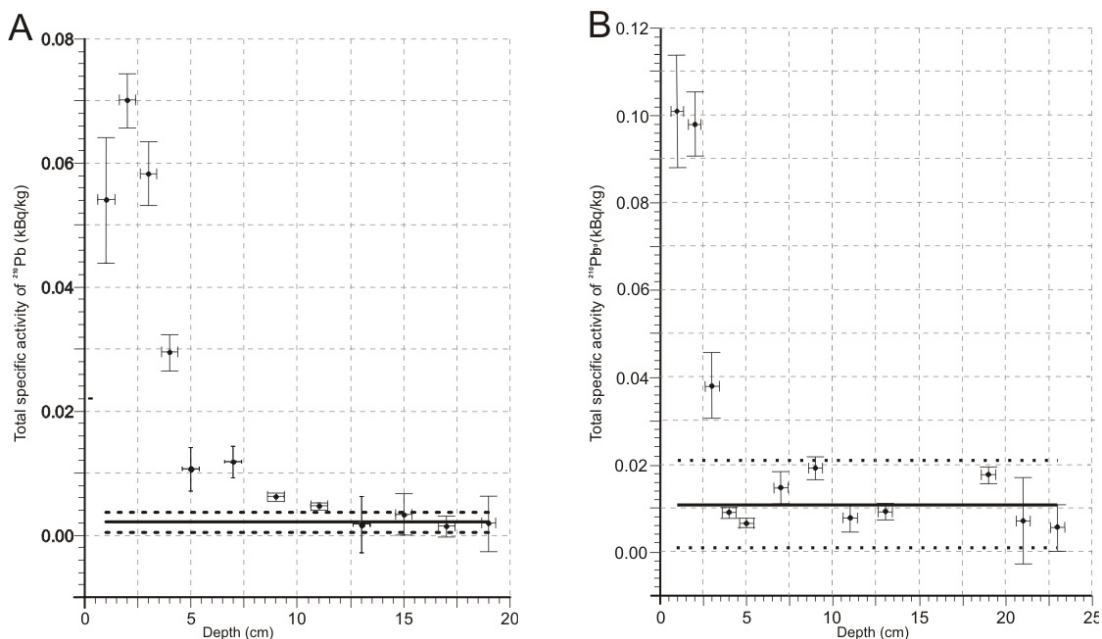 A
B
0.08
0.06
0.04
0.02
0.00
Total specific activity of ²¹⁰Pb (kBq/kg)
0 5 10 15 20
Depth (cm)
0.12
0.10
0.08
0.06
0.04
0.02
0.00
Total specific activity of (kBq/kg)
0 5 10 15 20 25
Depth (cm)